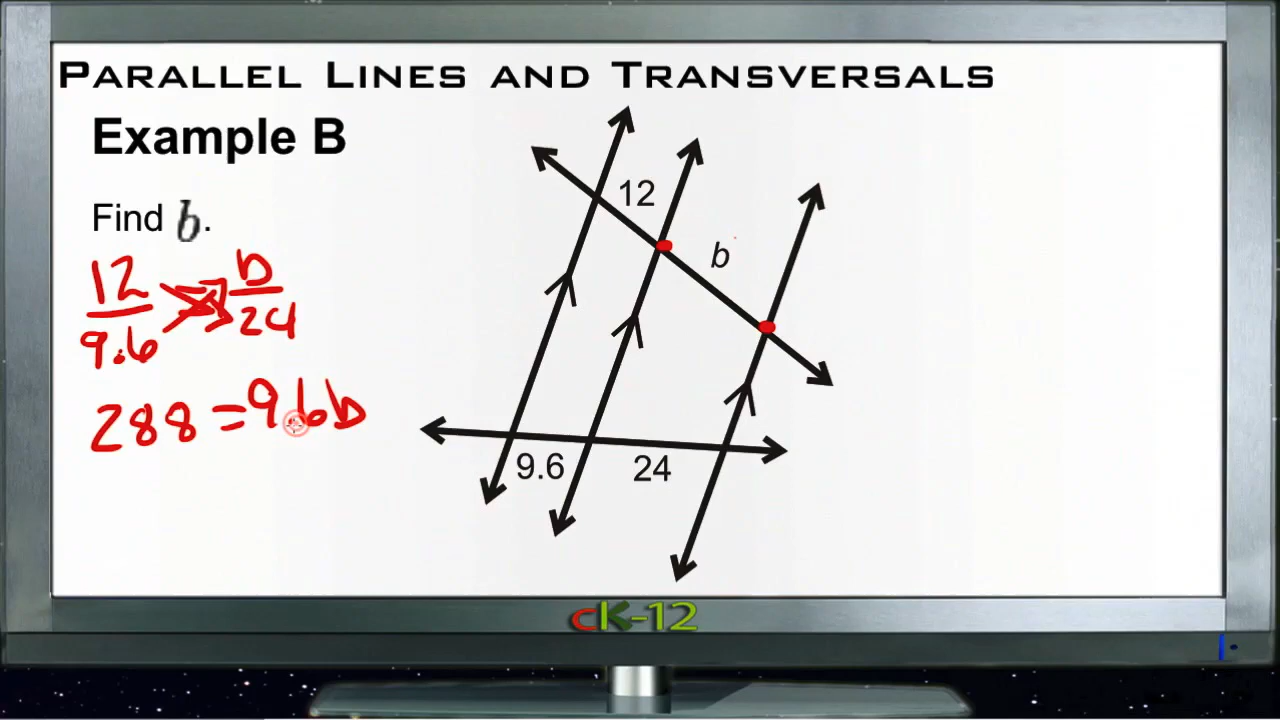 PARALLEL LINES AND TRANSVERSALS
Example B
Find b.
12/9.6 b/24
288 = 9.6b
12
b
9.6
24
cK-12